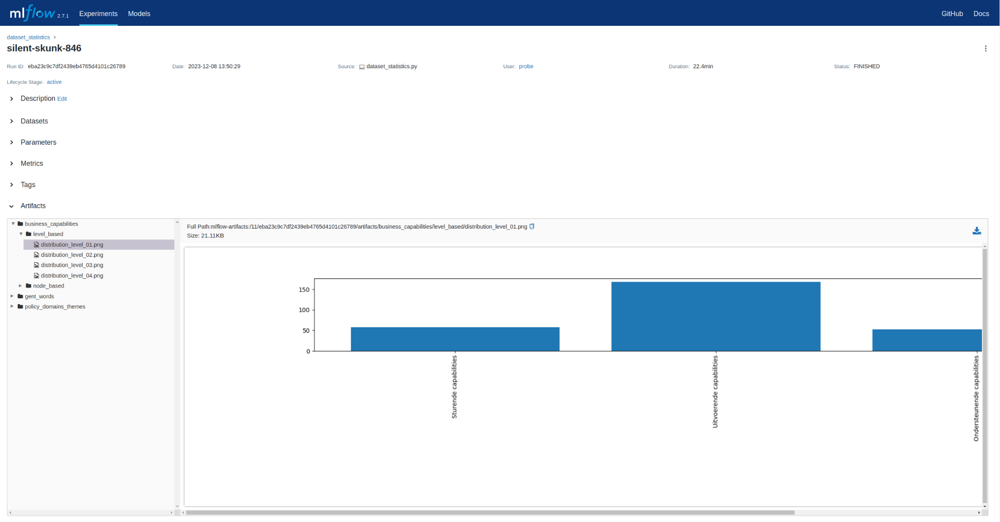 mlflow 2.7.1 Experiments Models GitHub Docs
dataset_statistics ›
silent-skunk-846
Run ID: eba23c9c7df2439eb4765d4101c26789 Date: 2023-12-08 13:50:29 Source: dataset_statistics.py User: probe Duration: 22.4min Status: FINISHED
Lifecycle Stage: active
Description Edit
Datasets
Parameters
Metrics
Tags
Artifacts
business_capabilities
level_based
distribution_level_01.png
distribution_level_02.png
distribution_level_03.png
distribution_level_04.png
node_based
gent_words
policy_domains_themes
Full Path:mlflow-artifacts:/11/eba23c9c7df2439eb4765d4101c26789/artifacts/business_capabilities/level_based/distribution_level_01.png
Size: 21.11KB
150
100
50
0
Sturende capabilities
Uitvoerende capabilities
Ondersteunende capabilities